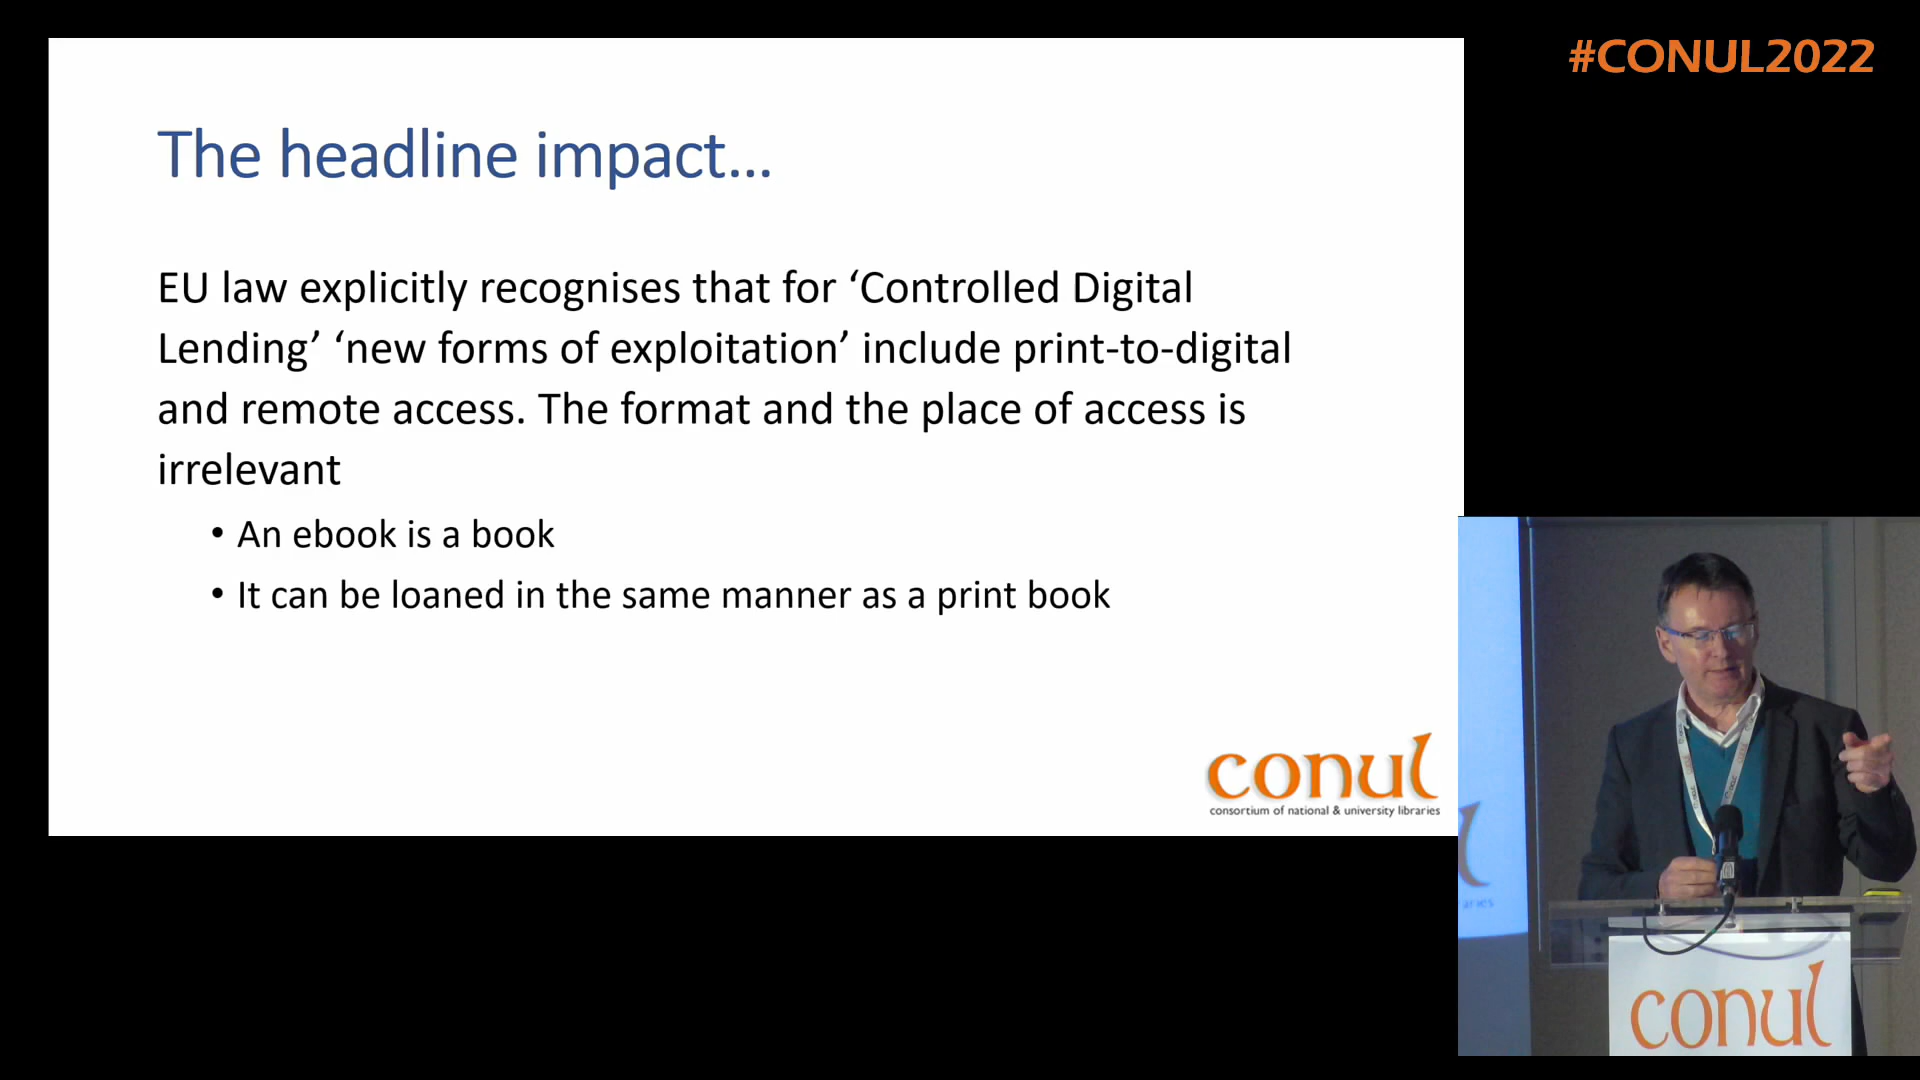 #CONUL2022
The headline impact...
EU law explicitly recognises that for ‘Controlled Digital
Lending’ ‘new forms of exploitation’ include print-to-digital
and remote access. The format and the place of access is
irrelevant
• An ebook is a book
• It can be loaned in the same manner as a print book
conul
consortium of national & university libraries
conul